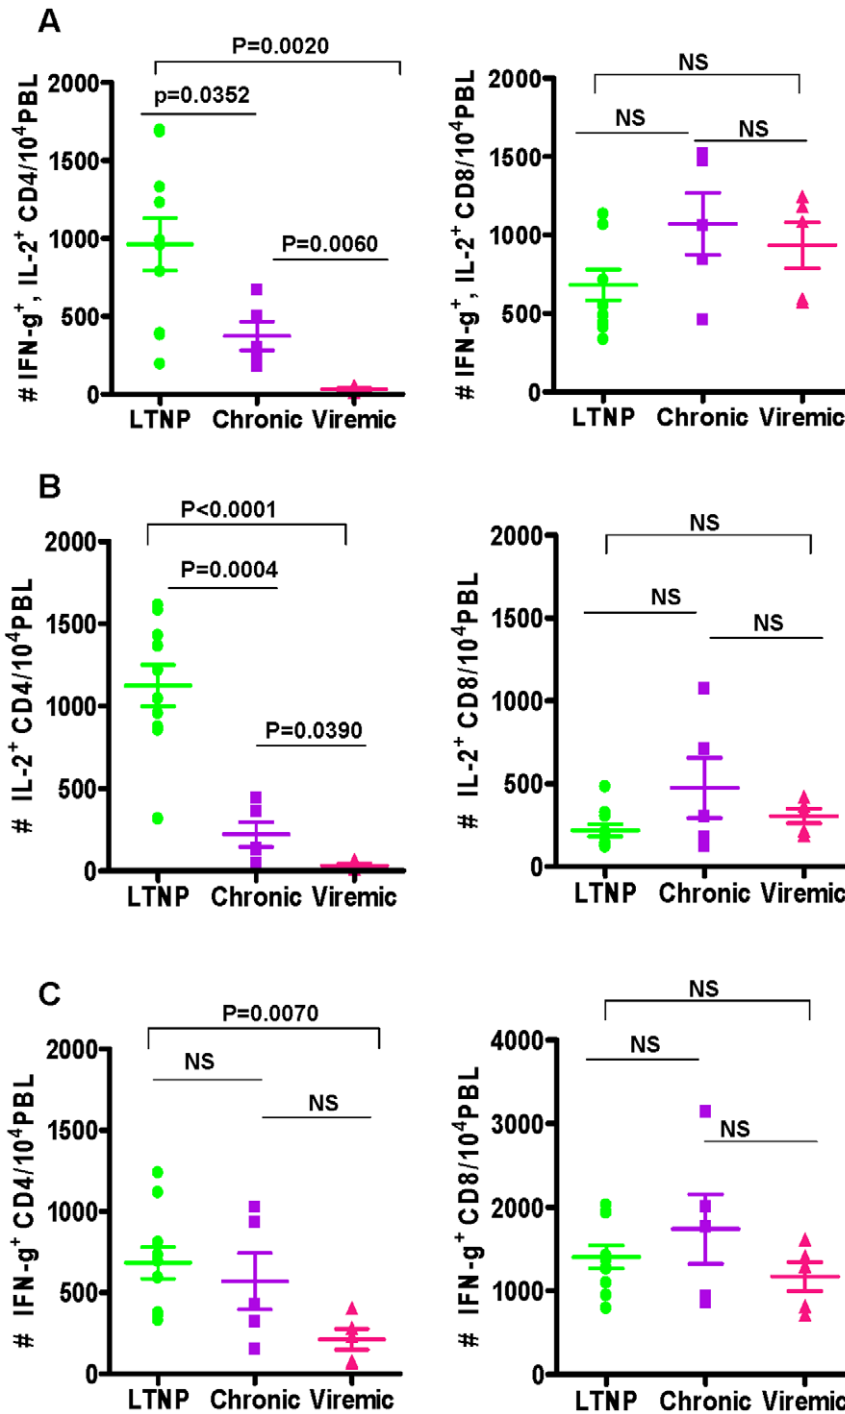 A
P=0.0020
p=0.0352
P=0.0060
# IFN-g⁺, IL-2⁺ CD4/10⁴PBL
2000
1500
1000
500
0
LTNP Chronic Viremic
NS
NS
NS
# IFN-g⁺, IL-2⁺ CD8/10⁴PBL
2000
1500
1000
500
0
LTNP Chronic Viremic
B
P<0.0001
P=0.0004
P=0.0390
# IL-2⁺ CD4/10⁴PBL
2000
1500
1000
500
0
LTNP Chronic Viremic
NS
NS
NS
# IL-2⁺ CD8/10⁴PBL
2000
1500
1000
500
0
LTNP Chronic Viremic
C
P=0.0070
NS
NS
# IFN-g⁺ CD4/10⁴PBL
2000
1500
1000
500
0
LTNP Chronic Viremic
NS
NS
NS
# IFN-g⁺ CD8/10⁴PBL
4000
3000
2000
1000
0
LTNP Chronic Viremic